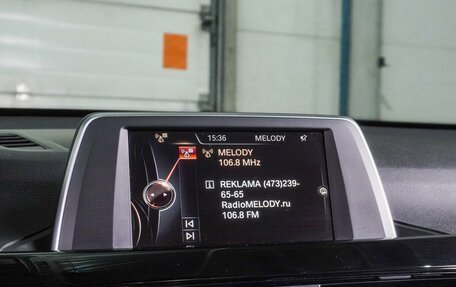 15:36 MELODY
MELODY
106.8 MHz
REKLAMA (473)239-
65-65
RadioMELODY.ru
106.8 FM